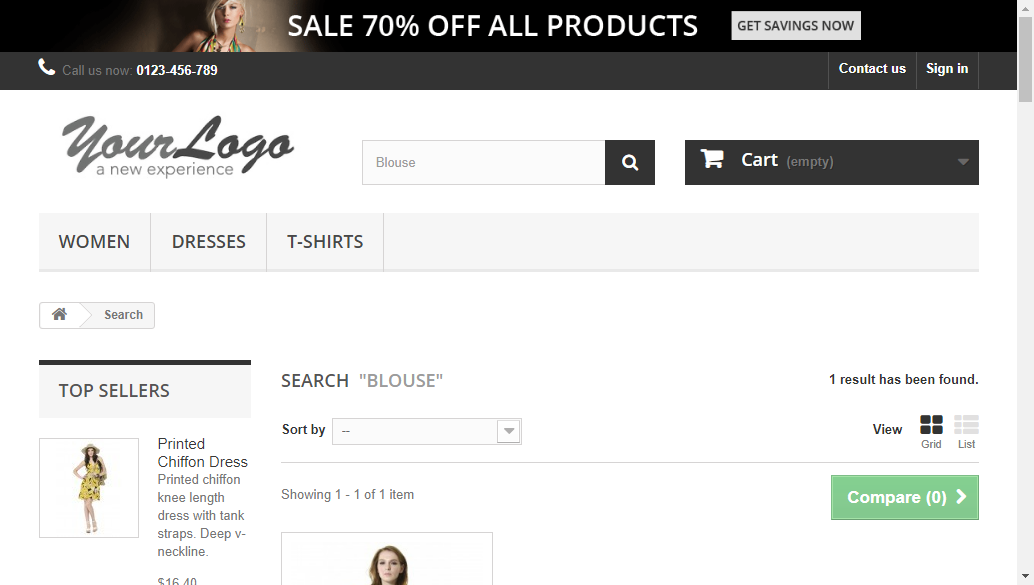 SALE 70% OFF ALL PRODUCTS
GET SAVINGS NOW
Call us now: 0123-456-789
Contact us
Sign in
YourLogo
a new experience
Blouse
Cart (empty)
WOMEN
DRESSES
T-SHIRTS
Search
TOP SELLERS
Printed
Chiffon Dress
Printed chiffon
knee length
dress with tank
straps. Deep v-
neckline.
$16.40
SEARCH "BLOUSE"
1 result has been found.
Sort by
--
View
Grid
List
Showing 1 - 1 of 1 item
Compare (0)